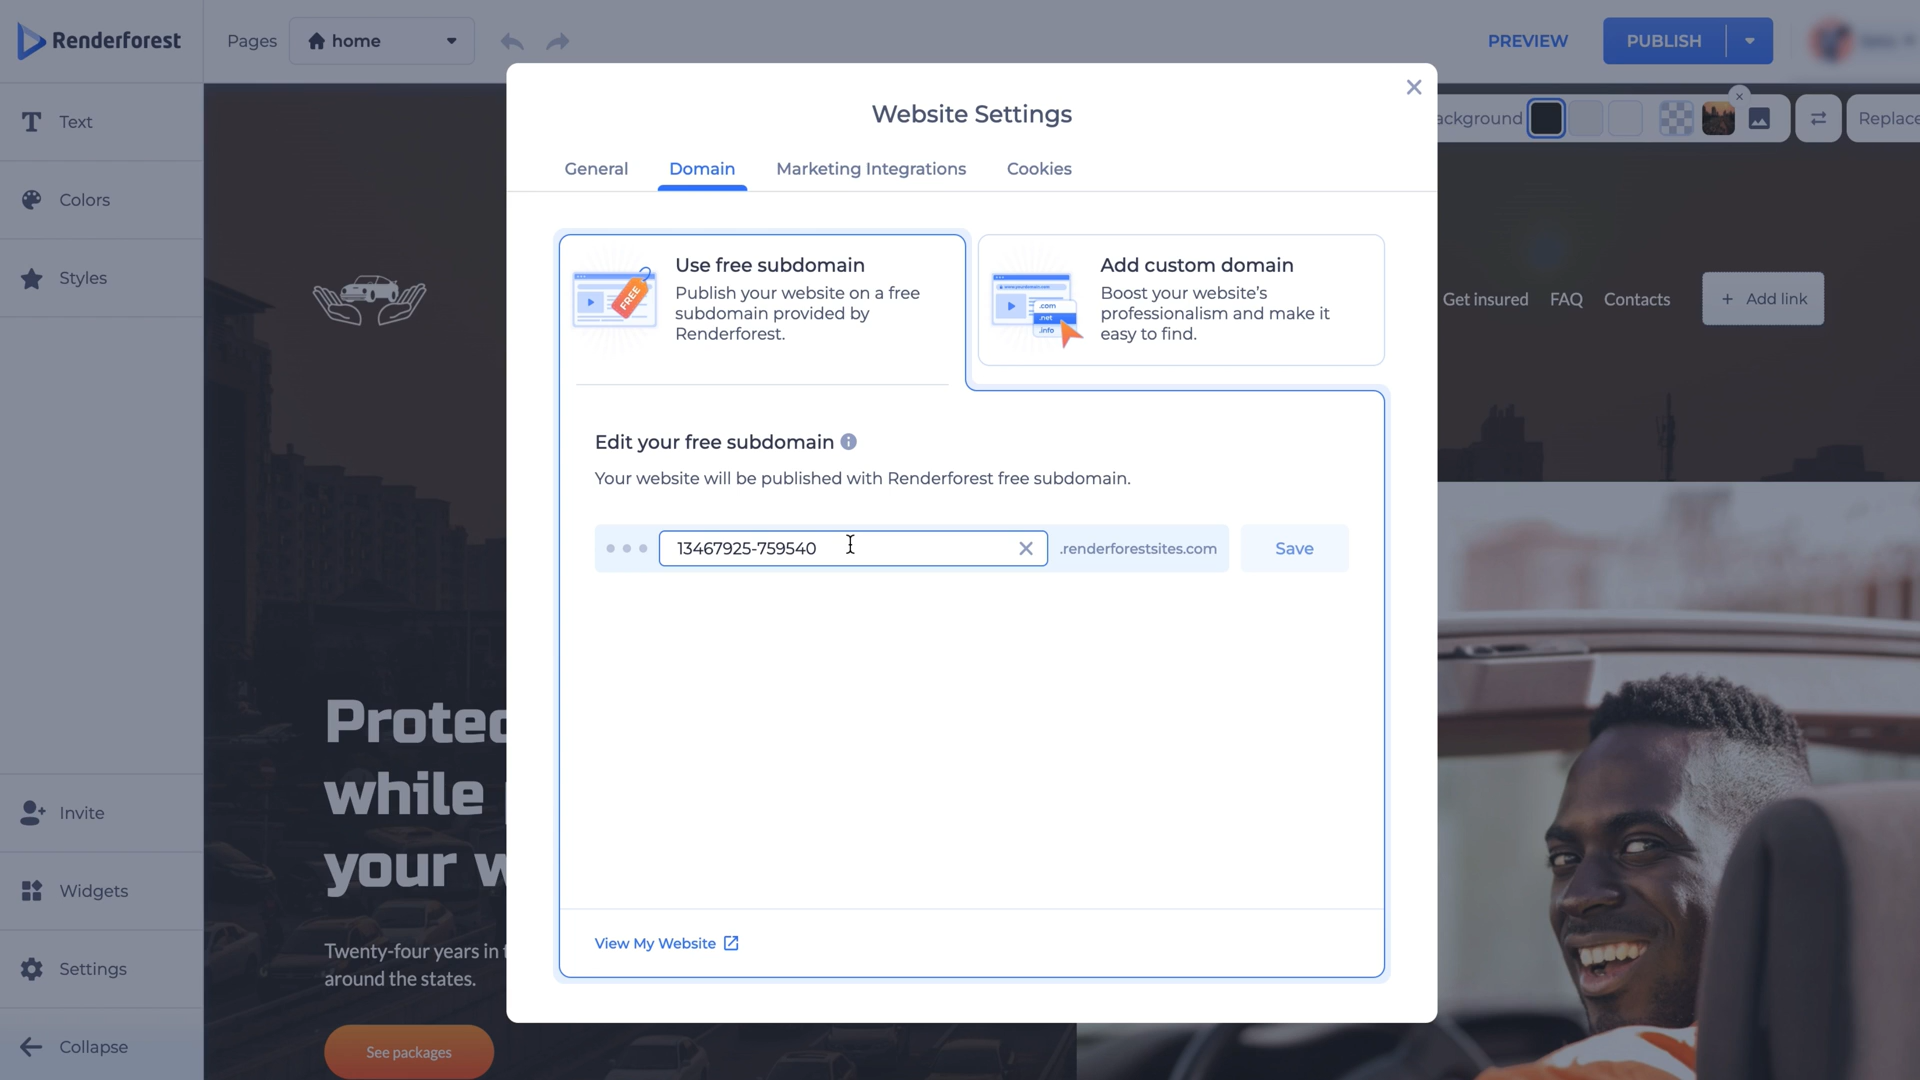 Renderforest
Pages
home
PREVIEW
PUBLISH
Text
Colors
Styles
Invite
Widgets
Settings
Collapse
ackground
Replace
Get insured
FAQ
Contacts
+ Add link
Protec
while
your w
Twenty-four years in t
around the states.
See packages
Website Settings
General
Domain
Marketing Integrations
Cookies
FREE
Use free subdomain
Publish your website on a free
subdomain provided by
Renderforest.
.com
.net
.info
Add custom domain
Boost your website's
professionalism and make it
easy to find.
Edit your free subdomain
Your website will be published with Renderforest free subdomain.
13467925-759540
.renderforestsites.com
Save
View My Website